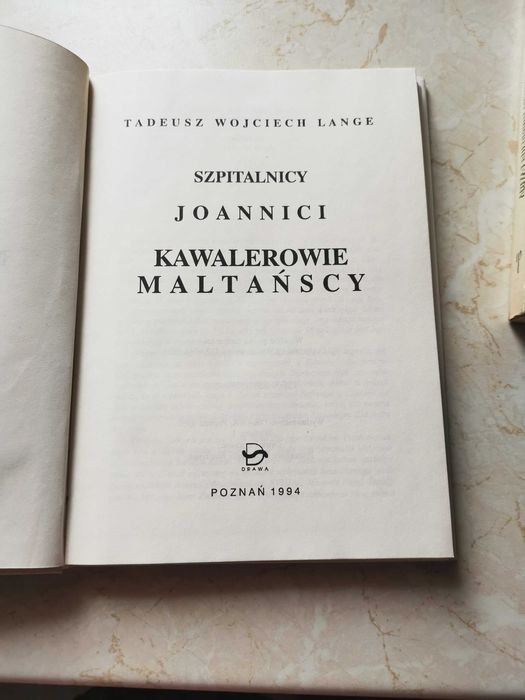 TADEUSZ WOJCIECH LANGE
SZPITALNICY
JOANNICI
KAWALEROWIE
MALTAŃSCY
DRAWA
POZNAŃ 1994